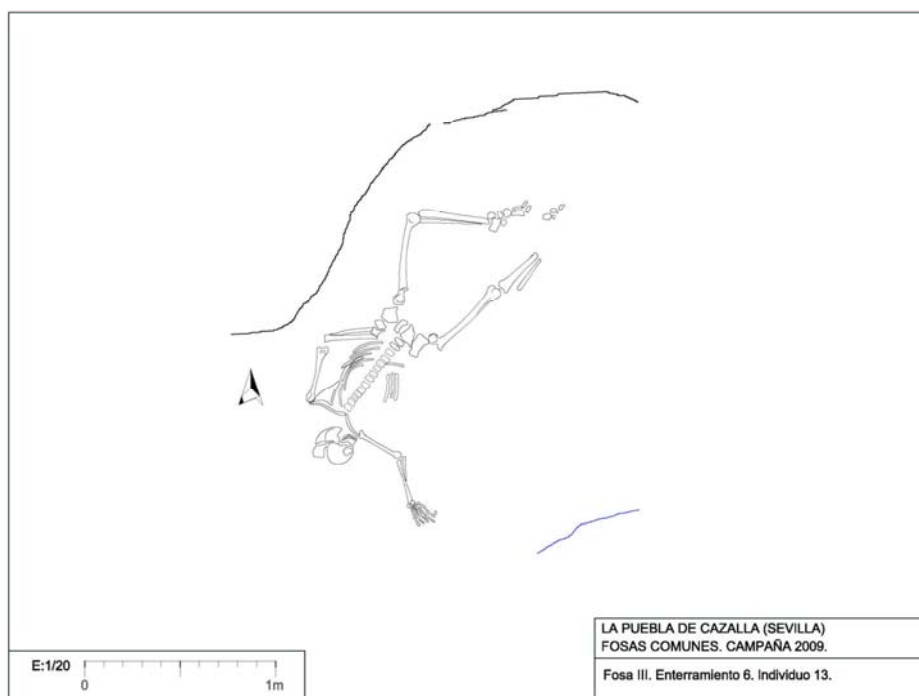 E:1/20
0 1m
LA PUEBLA DE CAZALLA (SEVILLA)
FOSAS COMUNES. CAMPAÑA 2009.
Fosa III. Enterramiento 6. Individuo 13.